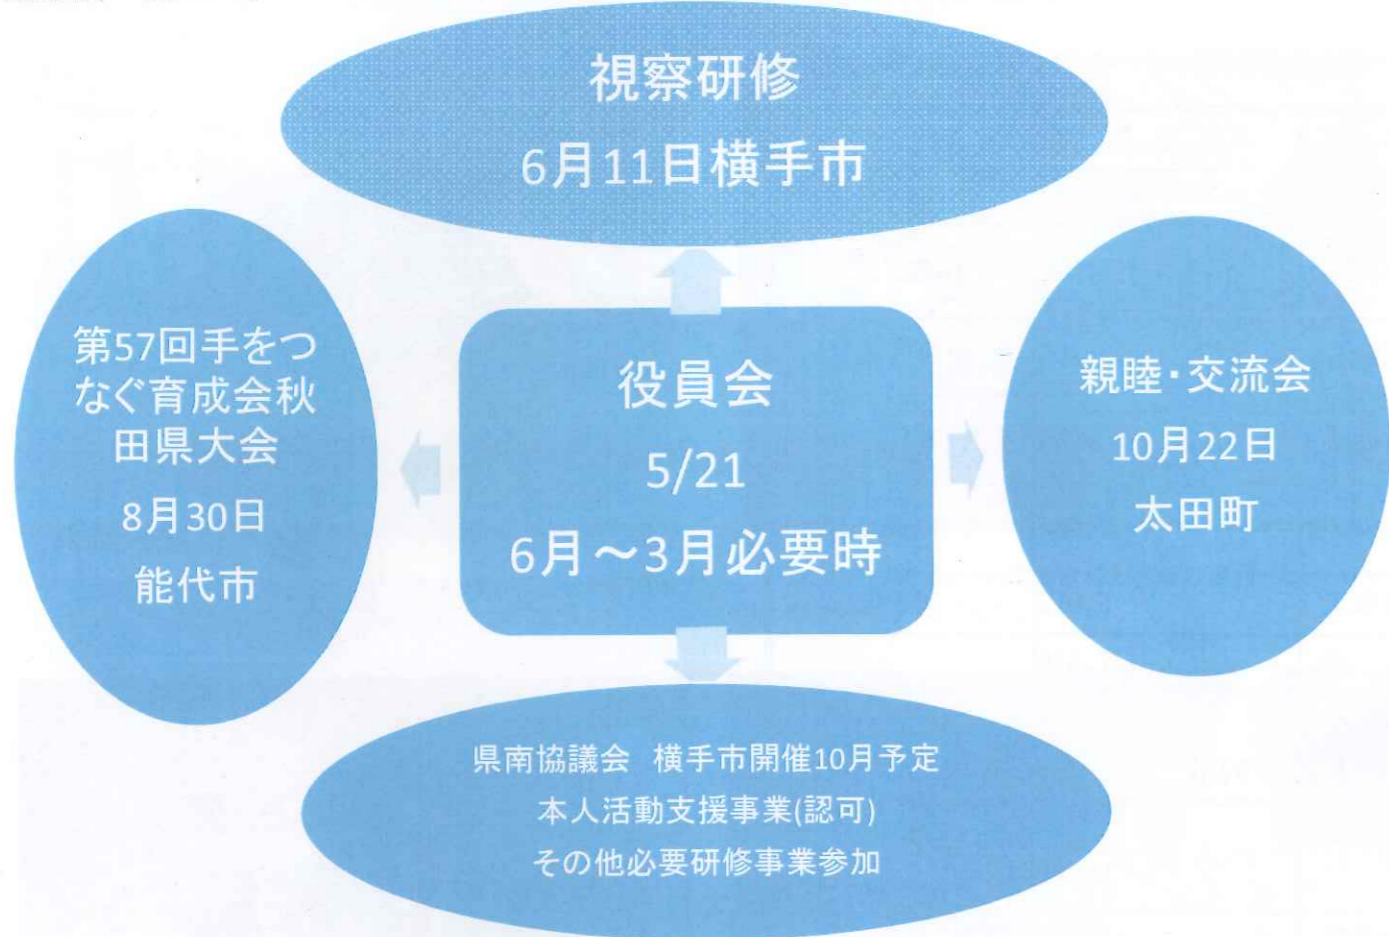 視察研修
6月11日横手市
第57回手をつ
なぐ育成会秋
田県大会
8月30日
能代市
役員会
5/21
6月～3月必要時
親睦・交流会
10月22日
太田町
県南協議会 横手市開催10月予定
本人活動支援事業(認可)
その他必要研修事業参加